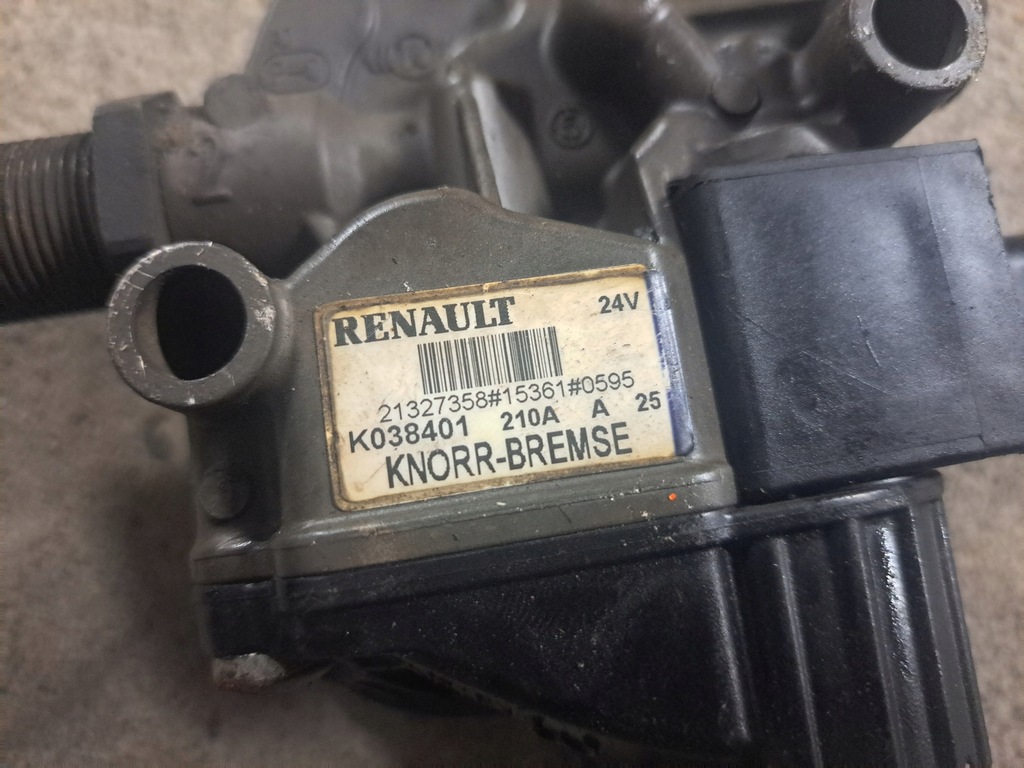 RENAULT 24V
21327358#15361#0595
K038401 210A A 25
KNORR-BREMSE